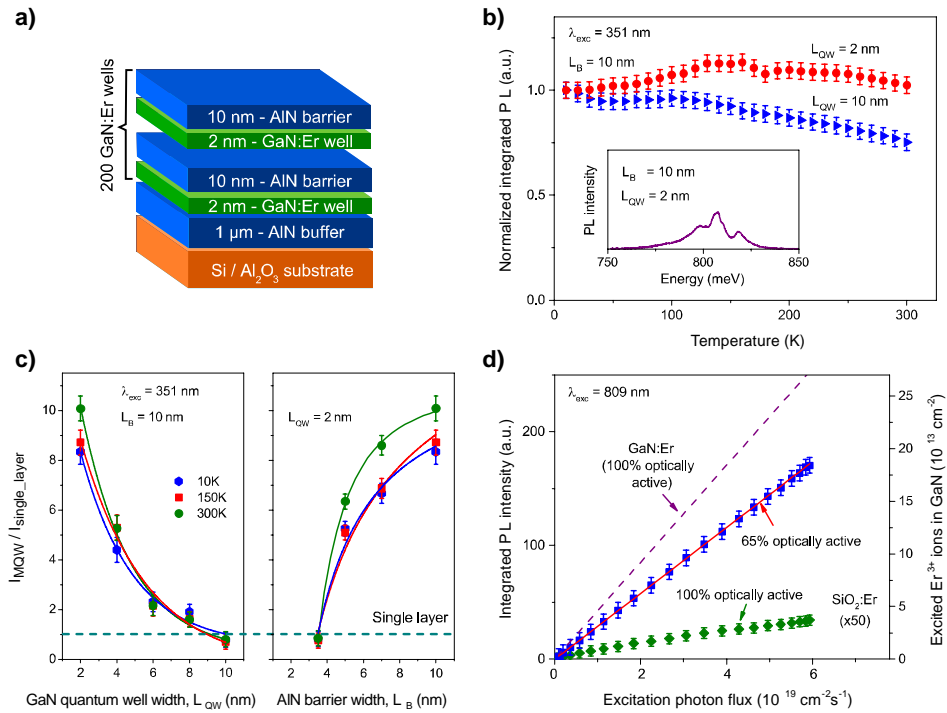 a)
200 GaN:Er wells
10 nm - AlN barrier
2 nm - GaN:Er well
10 nm - AlN barrier
2 nm - GaN:Er well
1 μm - AlN buffer
Si / Al2O3 substrate
b)
λexc = 351 nm
LB = 10 nm
LQW = 2 nm
LQW = 10 nm
Normalized integrated P L (a.u.)
1.0
0.5
0.0
LB = 10 nm
LQW = 2 nm
PL intensity
750 800 850
Energy (meV)
0 100 200 300
Temperature (K)
c)
IMQW / Isingle_layer
10
8
6
4
2
0
λexc = 351 nm
LB = 10 nm
10K
150K
300K
2 4 6 8 10
GaN quantum well width, L QW (nm)
LQW = 2 nm
Single layer
2 4 6 8 10
AlN barrier width, L B (nm)
d)
λexc = 809 nm
Integrated P L intensity (a.u.)
200
100
0
GaN:Er
(100% optically
active)
65% optically active
100% optically active
SiO2:Er
(x50)
25
20
15
10
5
0
Excited Er3+ ions in GaN (10 13 cm-2)
0 1 2 3 4 5 6
Excitation photon flux (10 19 cm-2s-1)